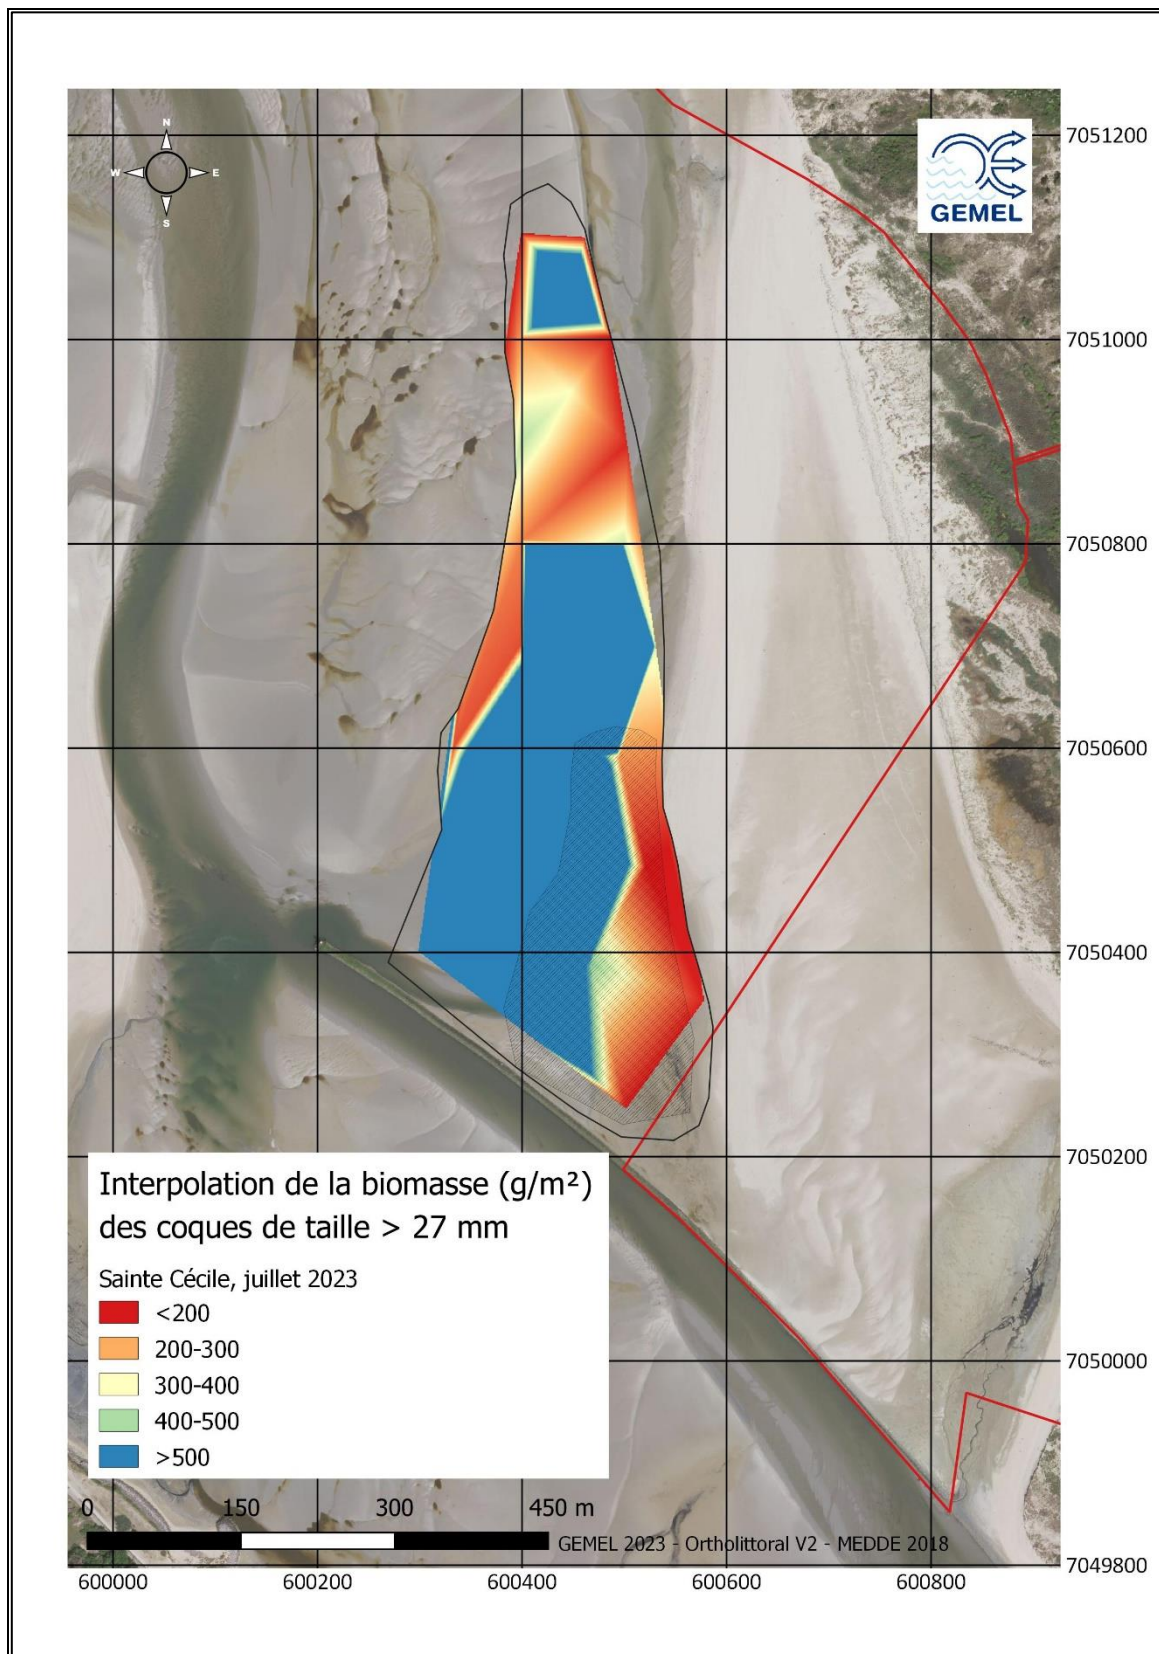 N
W
E
S
GEMEL
7051200
7051000
7050800
7050600
7050400
7050200
7050000
7049800
Interpolation de la biomasse (g/m²)
des coques de taille > 27 mm
Sainte Cécile, juillet 2023
<200
200-300
300-400
400-500
>500
0 150 300 450 m
GEMEL 2023 - Ortholittoral V2 - MEDDE 2018
600000 600200 600400 600600 600800